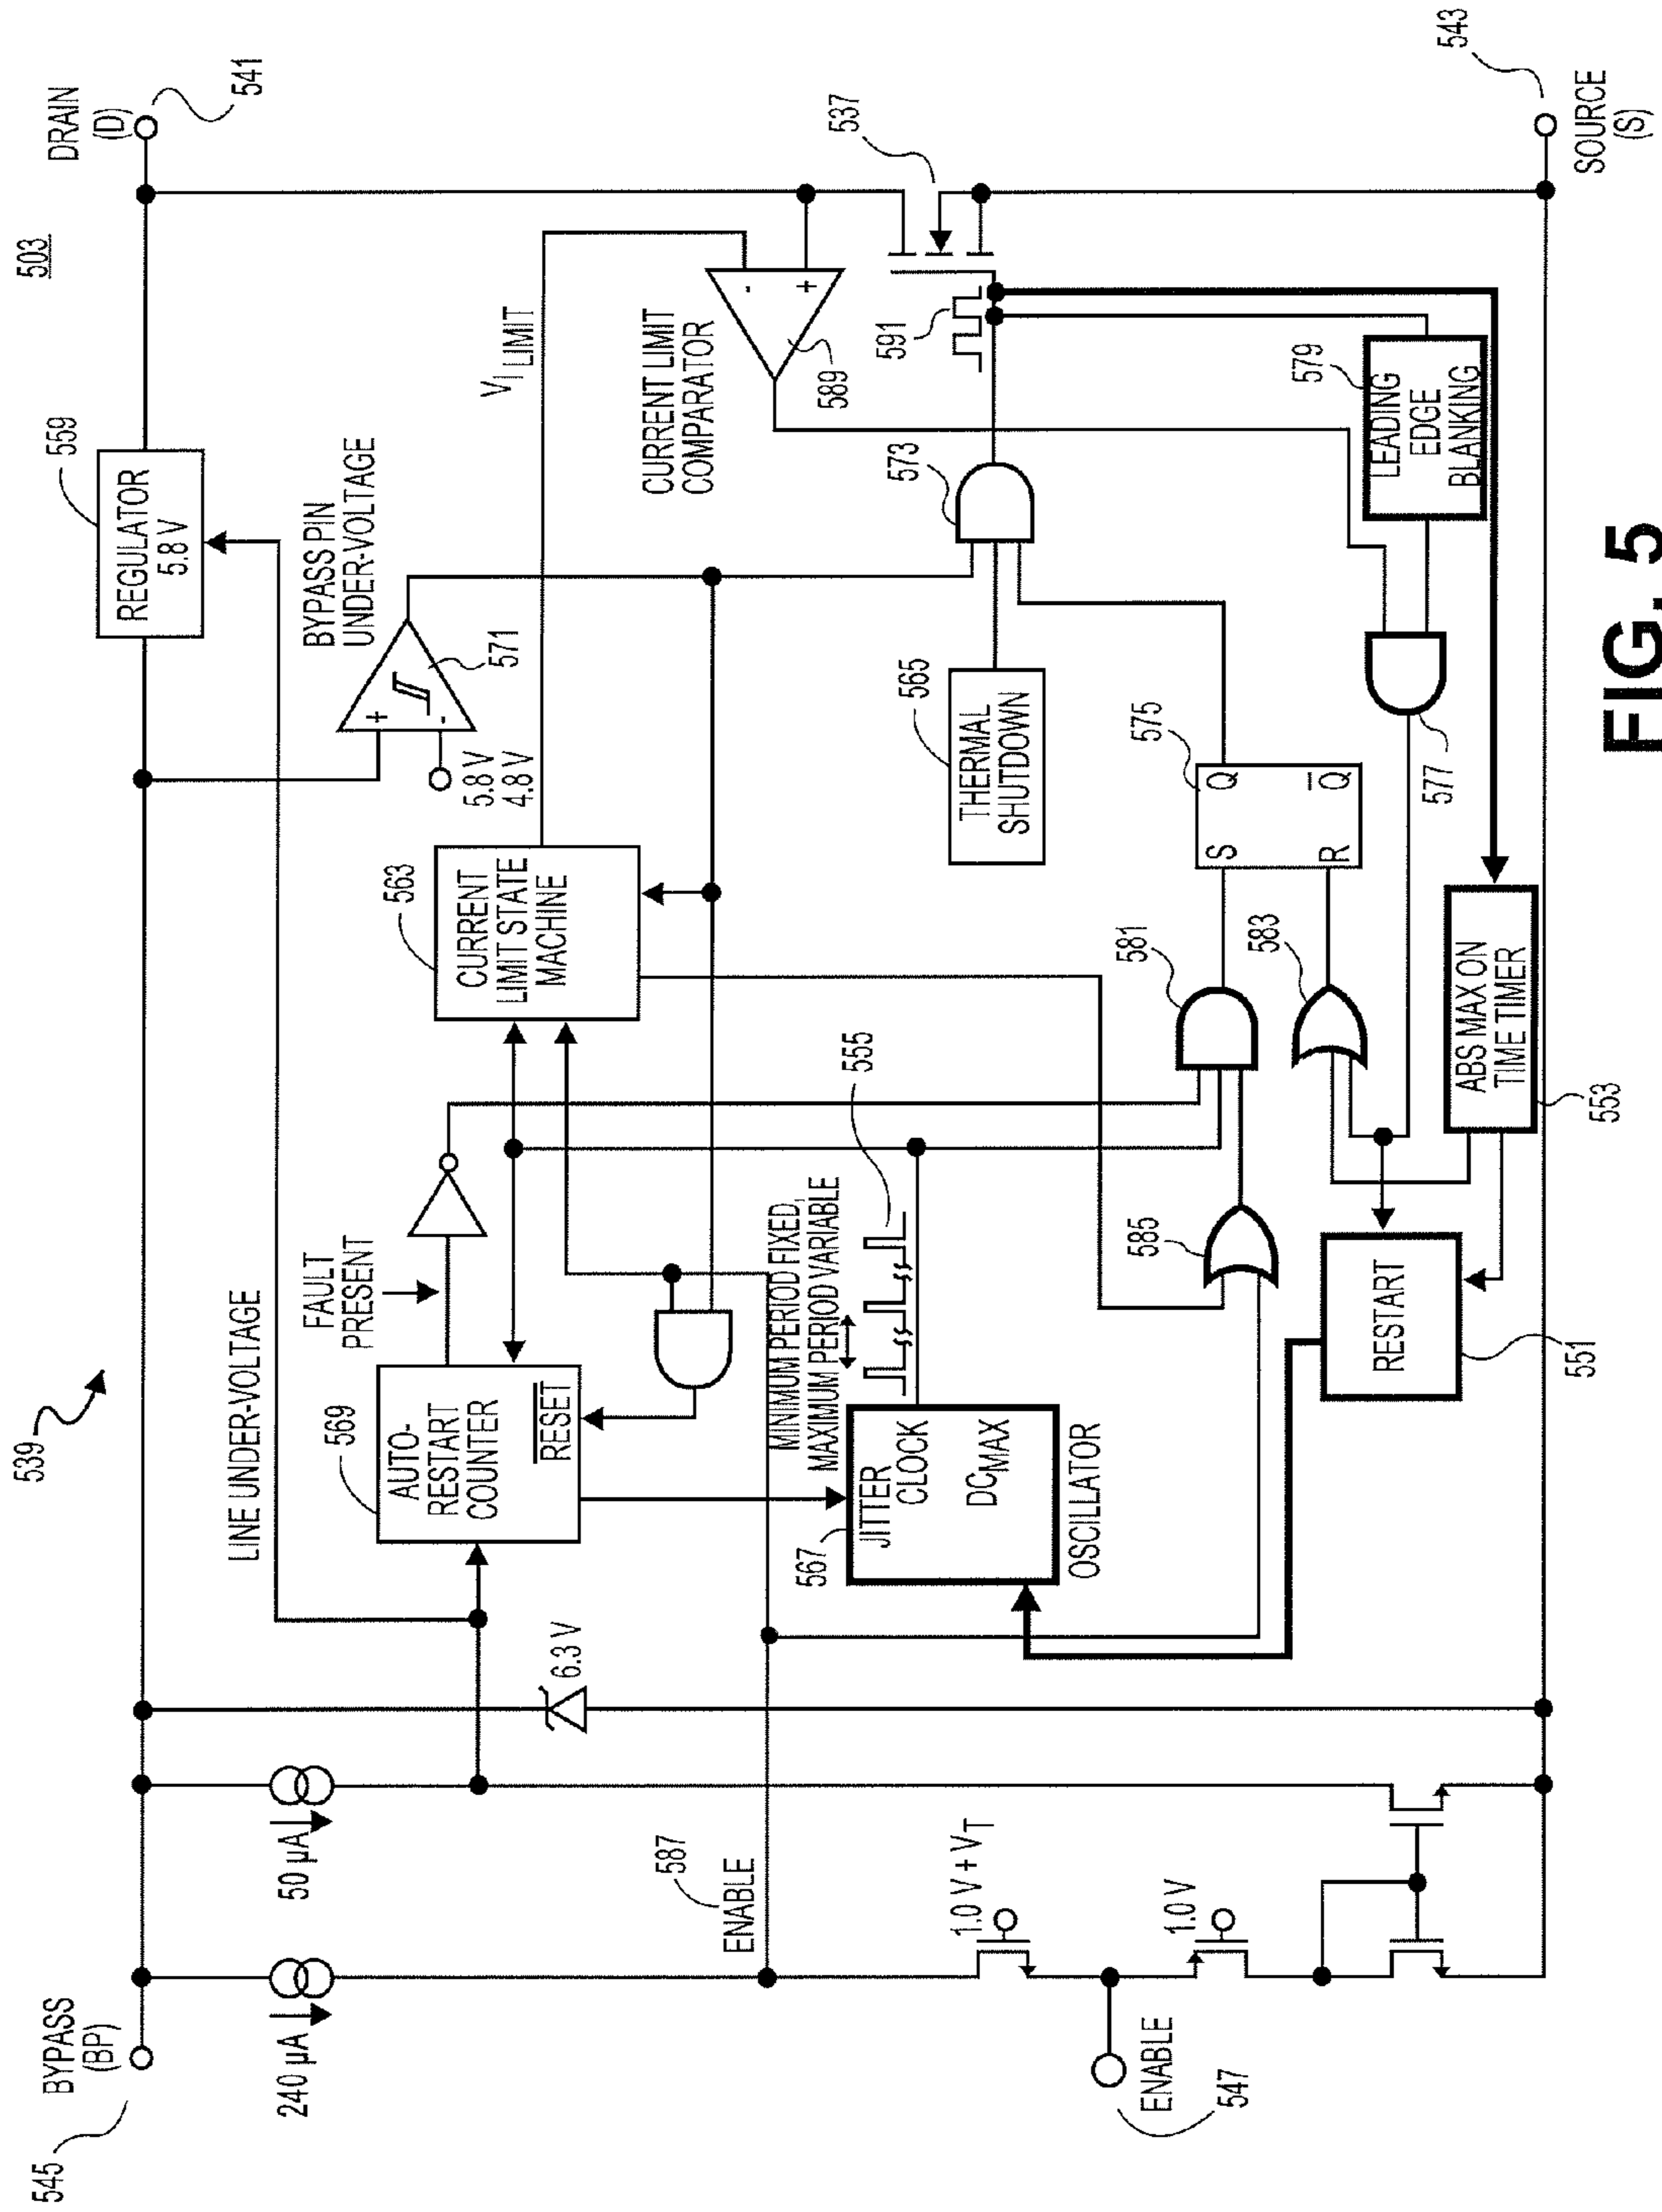 503
539
545
BYPASS
(BP)
240 µA
50 µA
6.3 V
LINE UNDER-VOLTAGE
559
REGULATOR
5.8 V
DRAIN
(D)
541
569
AUTO-
RESTART
COUNTER
RESET
FAULT
PRESENT
BYPASS PIN
UNDER-VOLTAGE
571
+
-
5.8 V
4.8 V
563
CURRENT
LIMIT STATE
MACHINE
VI LIMIT
CURRENT LIMIT
COMPARATOR
589
-
+
587
ENABLE
MINIMUM PERIOD FIXED,
MAXIMUM PERIOD VARIABLE
555
567
JITTER
CLOCK
DCMAX
OSCILLATOR
565
THERMAL
SHUTDOWN
573
591
537
1.0 V + VT
1.0 V
ENABLE
547
585
581
583
575
S
Q
R
Q
577
579
LEADING
EDGE
BLANKING
RESTART
551
ABS MAX ON
TIME TIMER
553
543
SOURCE
(S)
FIG. 5